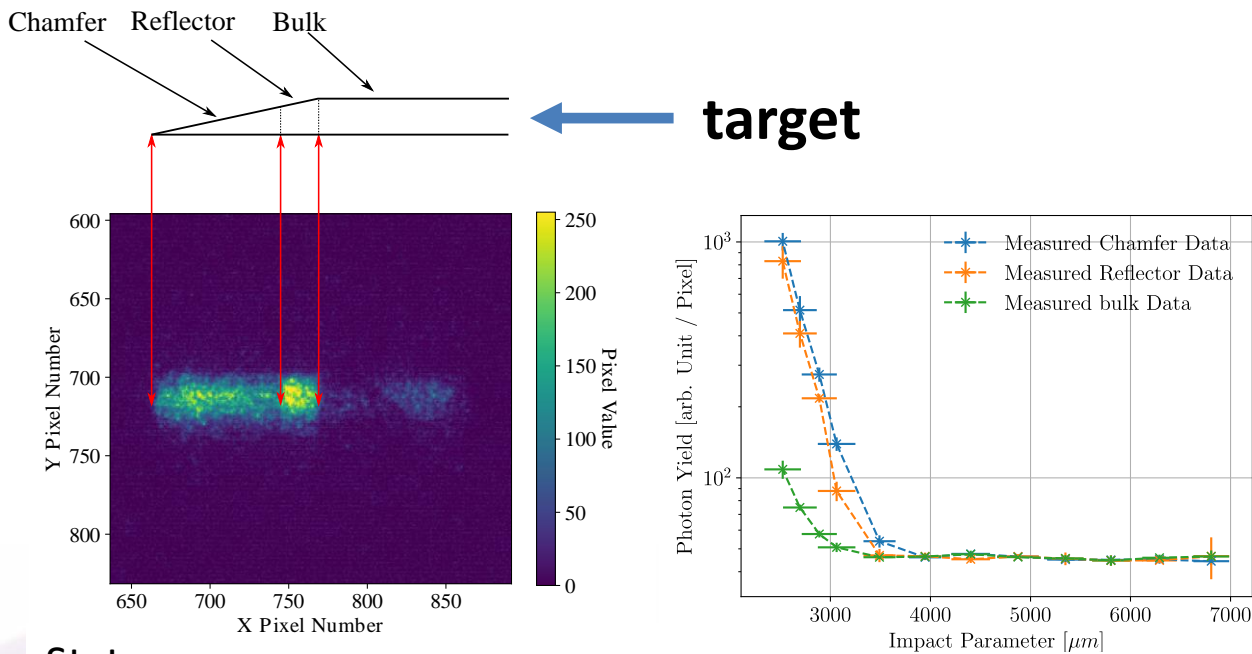 Chamfer Reflector Bulk
target
600
650
700
750
800
Y Pixel Number
650 700 750 800 850
X Pixel Number
250
200
150
100
50
0
Pixel Value
Photon Yield [arb. Unit / Pixel]
10³
10²
Measured Chamfer Data
Measured Reflector Data
Measured bulk Data
3000 4000 5000 6000 7000
Impact Parameter [μm]